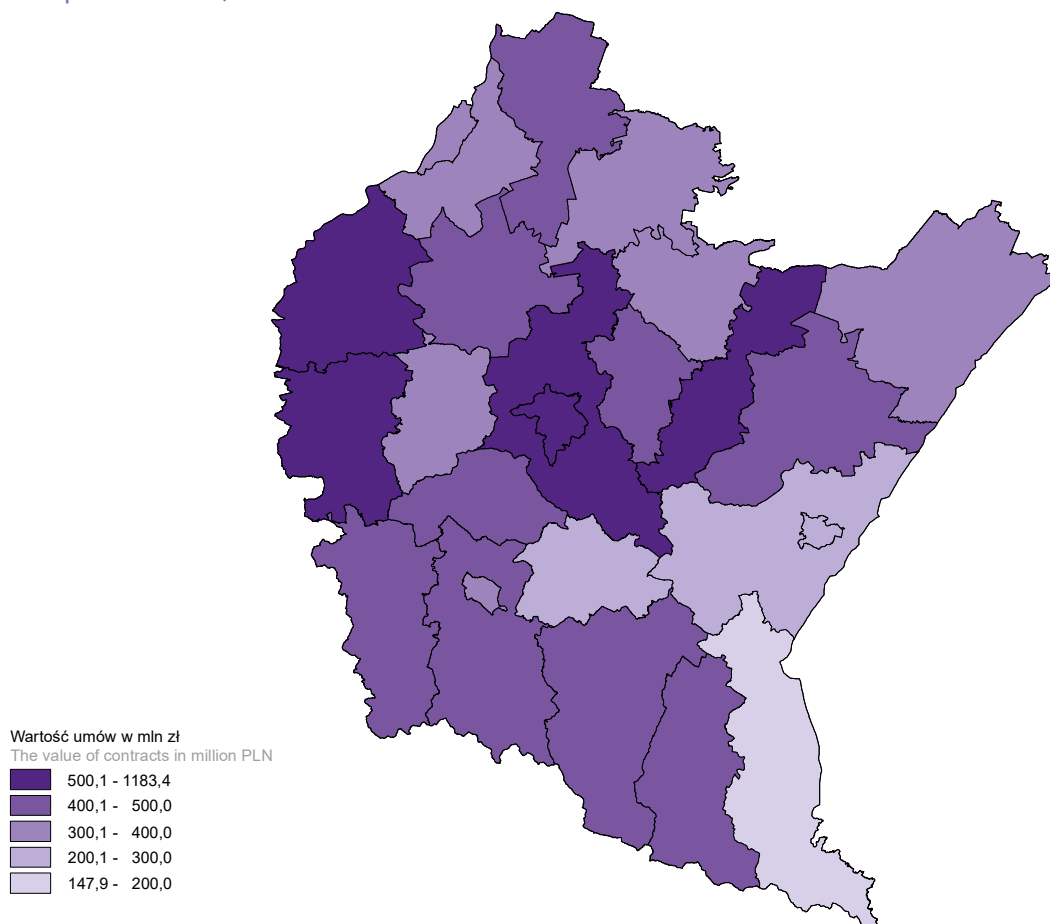 Wartość umów w mln zł
The value of contracts in million PLN
500,1 - 1183,4
400,1 - 500,0
300,1 - 400,0
200,1 - 300,0
147,9 - 200,0